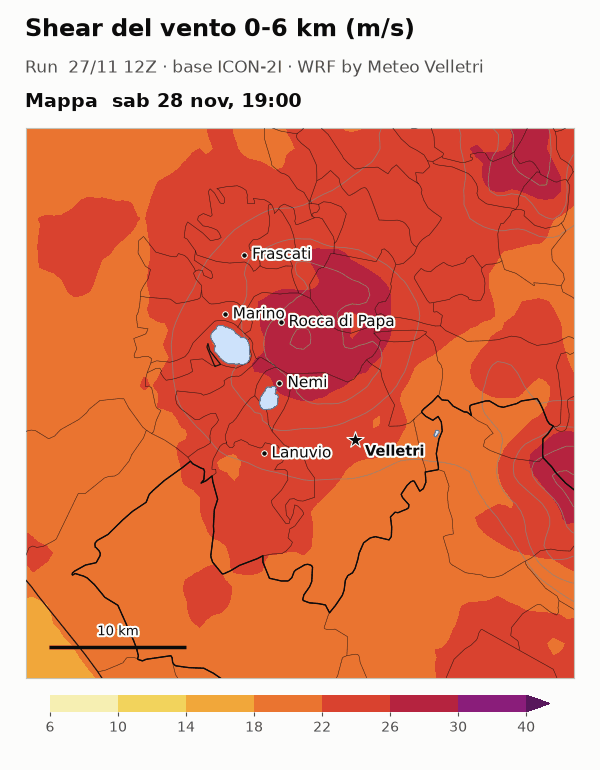 Shear del vento 0-6 km (m/s)
Run  27/11 12Z · base ICON-2I · WRF by Meteo Velletri
Mappa  sab 28 nov, 19:00
Frascati
Marino
Rocca di Papa
Nemi
Velletri
Lanuvio
10 km
6 10 14 18 22 26 30 40